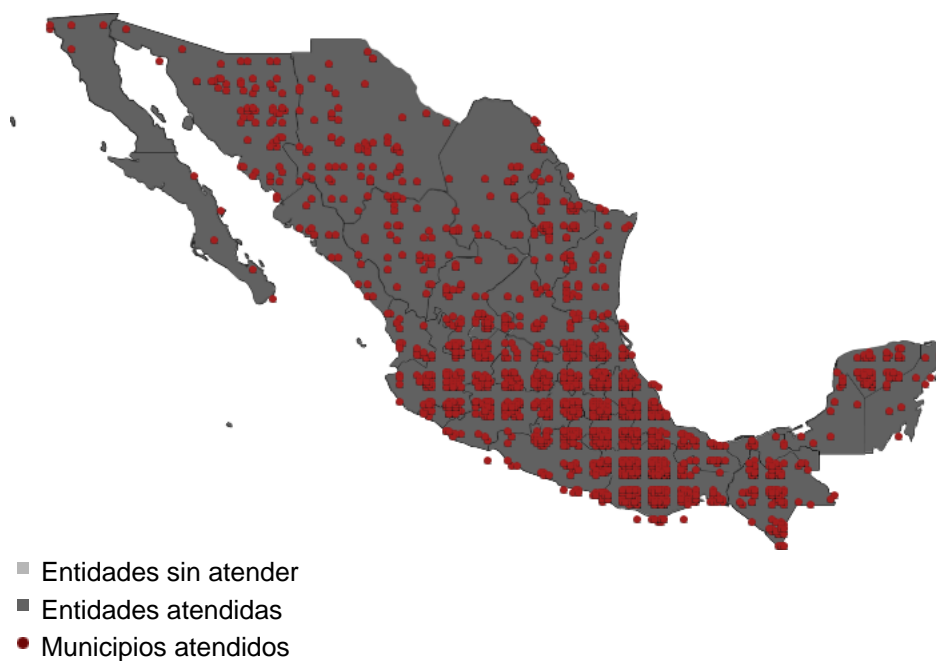 Entidades sin atender
Entidades atendidas
Municipios atendidos